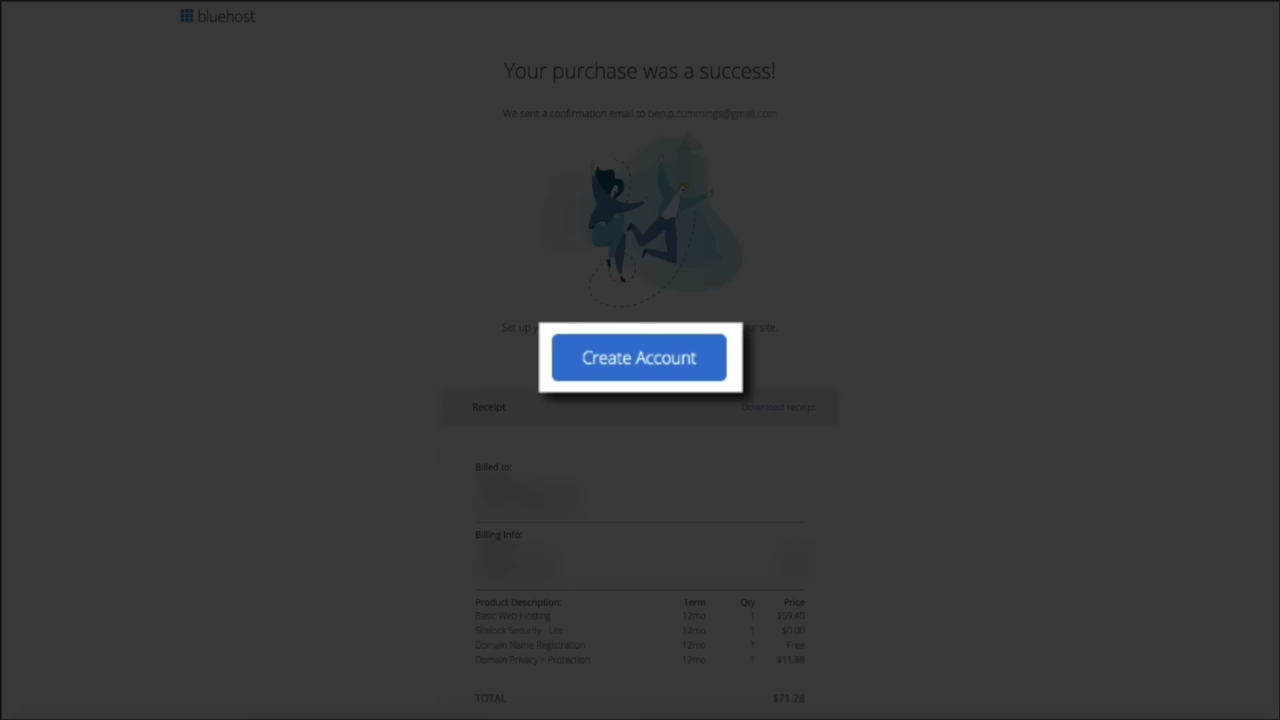 bluehost
Your purchase was a success!
We sent a confirmation email to ben.p.cummings@gmail.com
Set up your site.
Create Account
Receipt Download receipt
Billed to:
Billing Info:
Product Description: Term Qty Price
Basic Web Hosting 12mo 1 $59.40
Sitelock Security - Lite 12mo 1 $0.00
Domain Name Registration 12mo 1 Free
Domain Privacy + Protection 12mo 1 $11.88
TOTAL $71.28